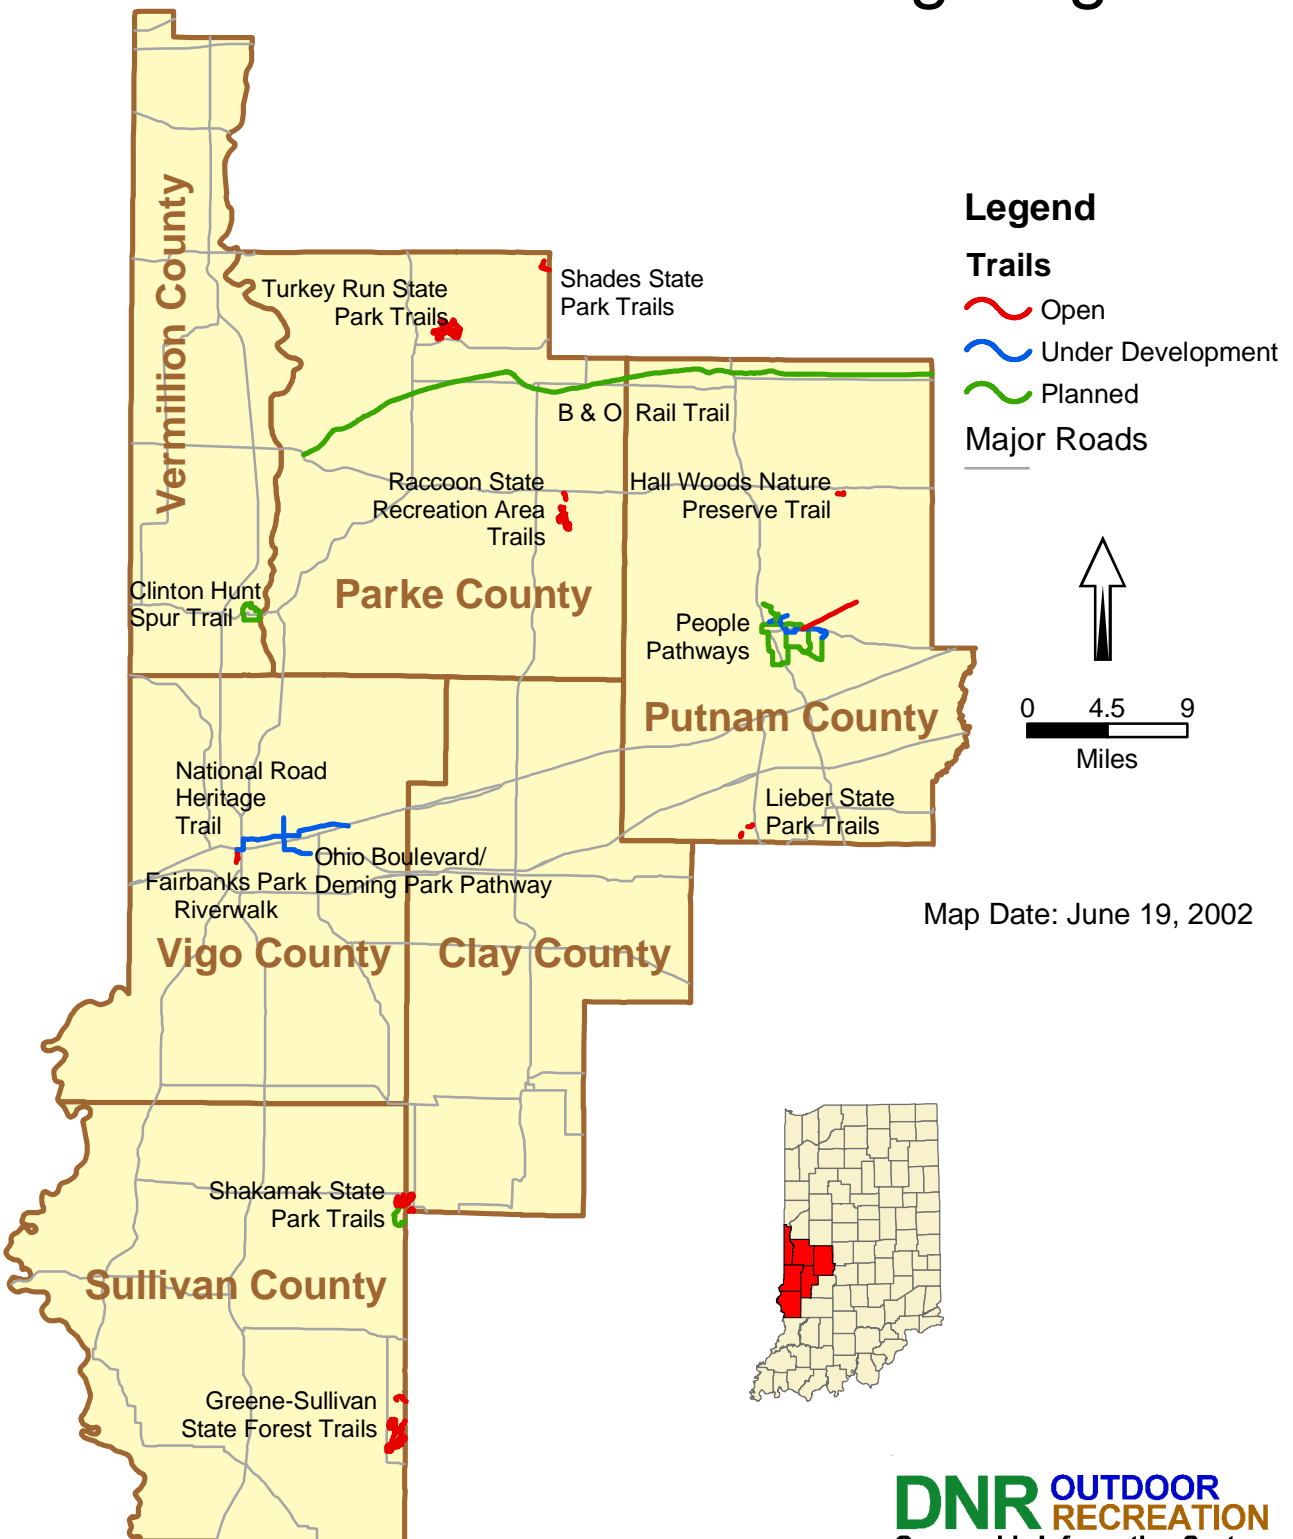 Vermillion County
Turkey Run State
Park Trails
Shades State
Park Trails
Legend
Trails
Open
Under Development
Planned
Major Roads
B & O Rail Trail
Raccoon State
Recreation Area
Trails
Hall Woods Nature
Preserve Trail
Clinton Hunt
Spur Trail
Parke County
People
Pathways
Putnam County
0 4.5 9
Miles
National Road
Heritage
Trail
Lieber State
Park Trails
Ohio Boulevard/
Deming Park Pathway
Fairbanks Park
Riverwalk
Map Date: June 19, 2002
Vigo County
Clay County
Shakamak State
Park Trails
Sullivan County
Greene-Sullivan
State Forest Trails
DNR OUTDOOR
RECREATION